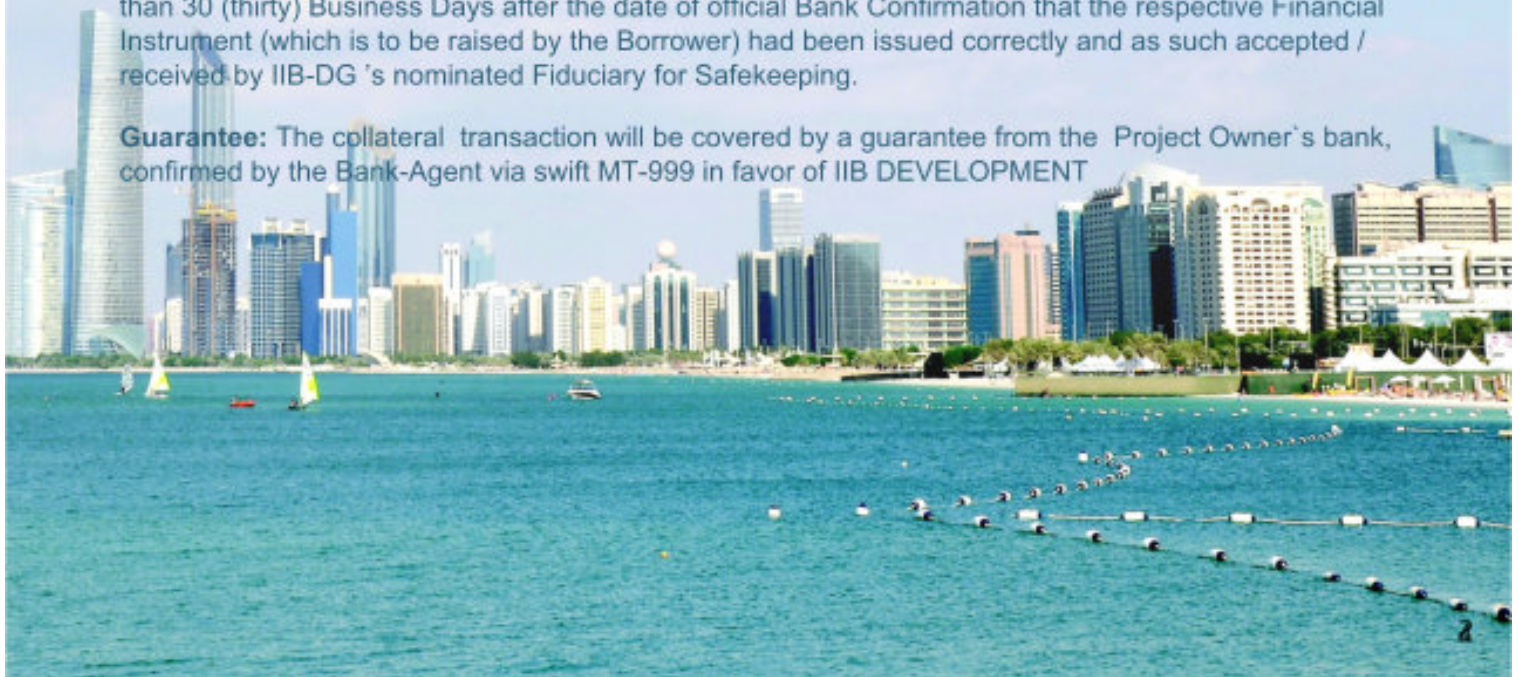 than 30 (thirty) Business Days after the date of official Bank Confirmation that the respective Financial
Instrument (which is to be raised by the Borrower) had been issued correctly and as such accepted /
received by IIB-DG ´s nominated Fiduciary for Safekeeping.
Guarantee: The collateral transaction will be covered by a guarantee from the Project Owner`s bank,
confirmed by the Bank-Agent via swift MT-999 in favor of IIB DEVELOPMENT
2